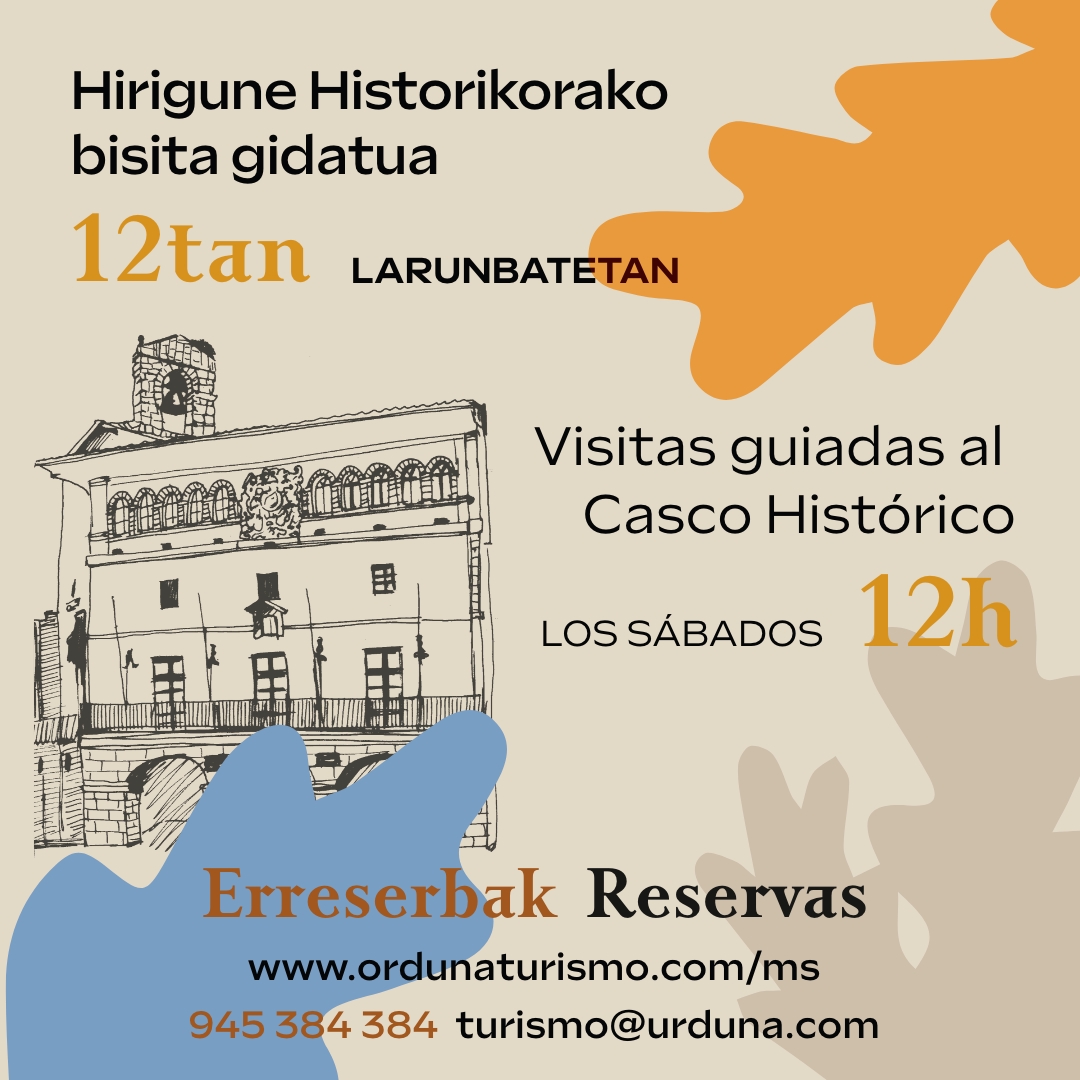 Hirigune Historikorako
bisita gidatua
12tan LARUNBATETAN
Visitas guiadas al
Casco Histórico
LOS SÁBADOS 12h
Erreserbak Reservas
www.ordunaturismo.com/ms
945 384 384 turismo@urduna.com